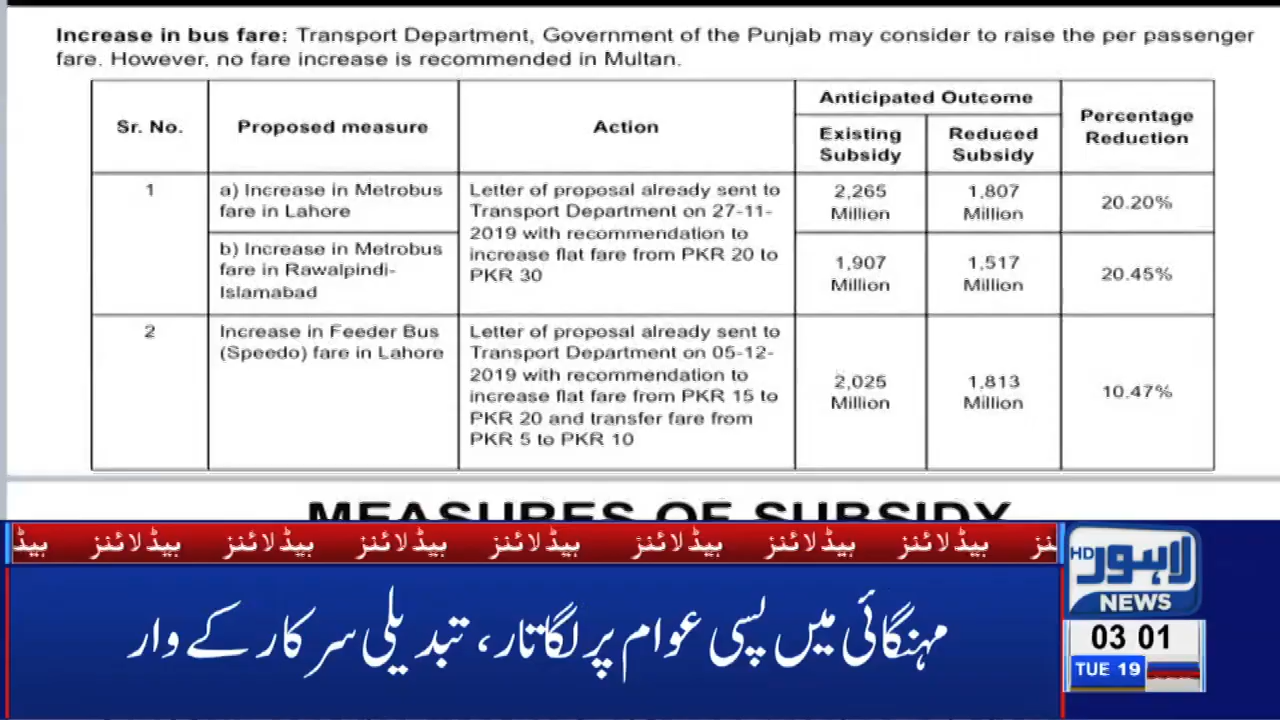 Increase in bus fare: Transport Department, Government of the Punjab may consider to raise the per passenger
fare. However, no fare increase is recommended in Multan.
Sr. No.
Proposed measure
Action
Anticipated Outcome
Existing
Subsidy
Reduced
Subsidy
Percentage
Reduction
1
a) Increase in Metrobus
fare in Lahore
Letter of proposal already sent to
Transport Department on 27-11-
2019 with recommendation to
increase flat fare from PKR 20 to
PKR 30
2,265
Million
1,807
Million
20.20%
b) Increase in Metrobus
fare in Rawalpindi-
Islamabad
1,907
Million
1,517
Million
20.45%
2
Increase in Feeder Bus
(Speedo) fare in Lahore
Letter of proposal already sent to
Transport Department on 05-12-
2019 with recommendation to
increase flat fare from PKR 15 to
PKR 20 and transfer fare from
PKR 5 to PKR 10
2,025
Million
1,813
Million
10.47%
MEASURES OF SUBSIDY
ہیڈلائنز ہیڈلائنز ہیڈلائنز ہیڈلائنز ہیڈلائنز ہیڈلائنز ہیڈلائنز
مہنگائی میں پسی عوام پر لگاتار، تبدیلی سرکار کے وار
لاہور HD
NEWS
03 01
TUE 19